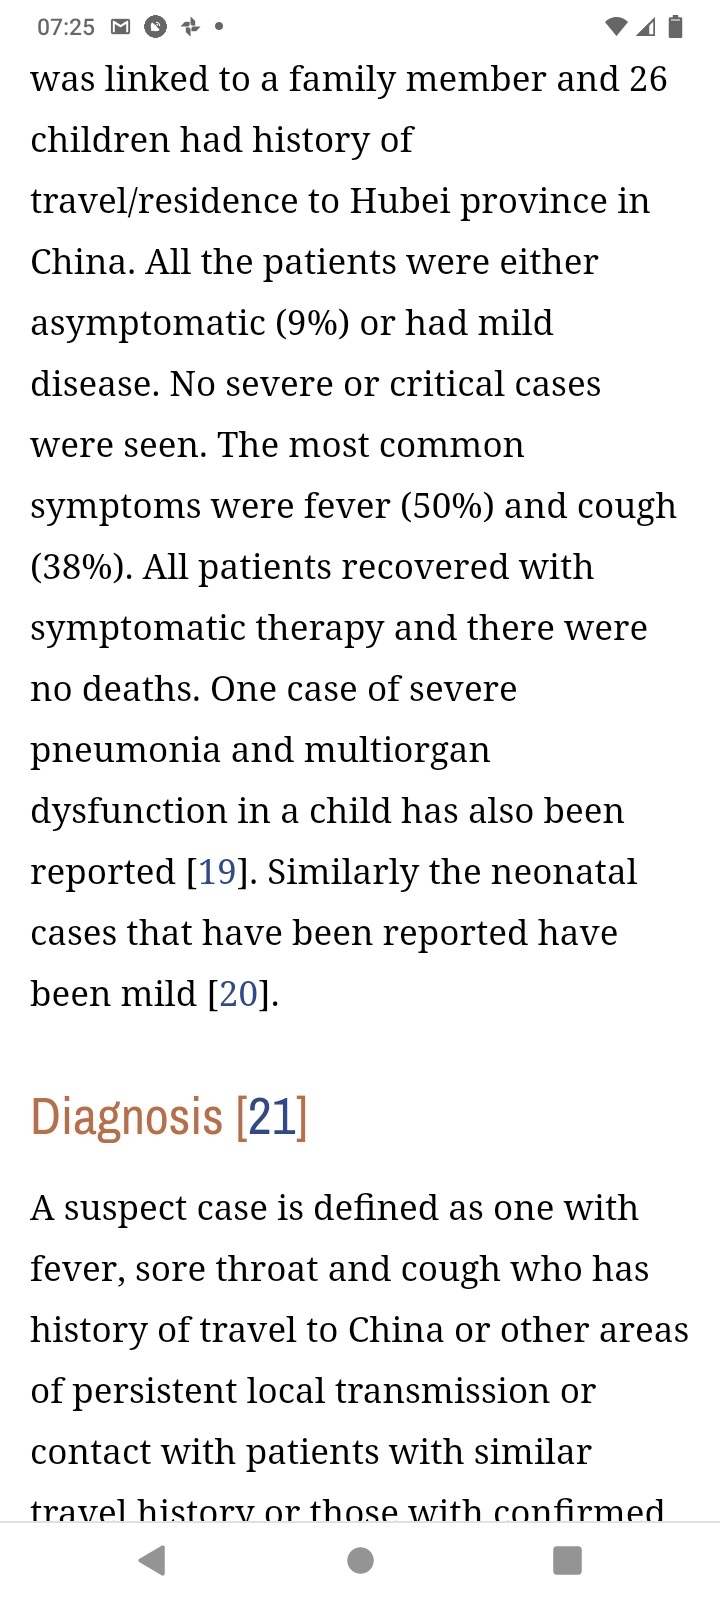 07:25
was linked to a family member and 26
children had history of
travel/residence to Hubei province in
China. All the patients were either
asymptomatic (9%) or had mild
disease. No severe or critical cases
were seen. The most common
symptoms were fever (50%) and cough
(38%). All patients recovered with
symptomatic therapy and there were
no deaths. One case of severe
pneumonia and multiorgan
dysfunction in a child has also been
reported [19]. Similarly the neonatal
cases that have been reported have
been mild [20].
Diagnosis [21]
A suspect case is defined as one with
fever, sore throat and cough who has
history of travel to China or other areas
of persistent local transmission or
contact with patients with similar
travel history or those with confirmed